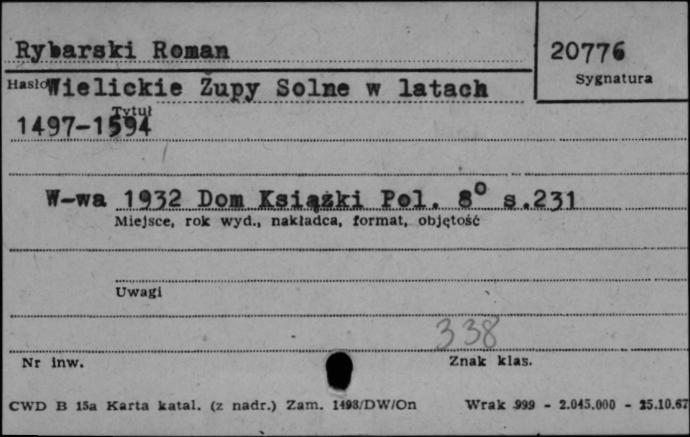 Rybarski Roman
20776
Sygnatura
Hasło Wielickie Żupy Solne w latach
Tytuł
1497-1594
W-wa 1932 Dom Książki Pol. 8° s.231
Miejsce, rok wyd., nakładca, format, objętość
Uwagi
338
Nr inw.
Znak klas.
CWD B 15a Karta katal. (z nadr.) Zam. 1498/DW/On Wrak 999 - 2.045.000 - 25.10.67